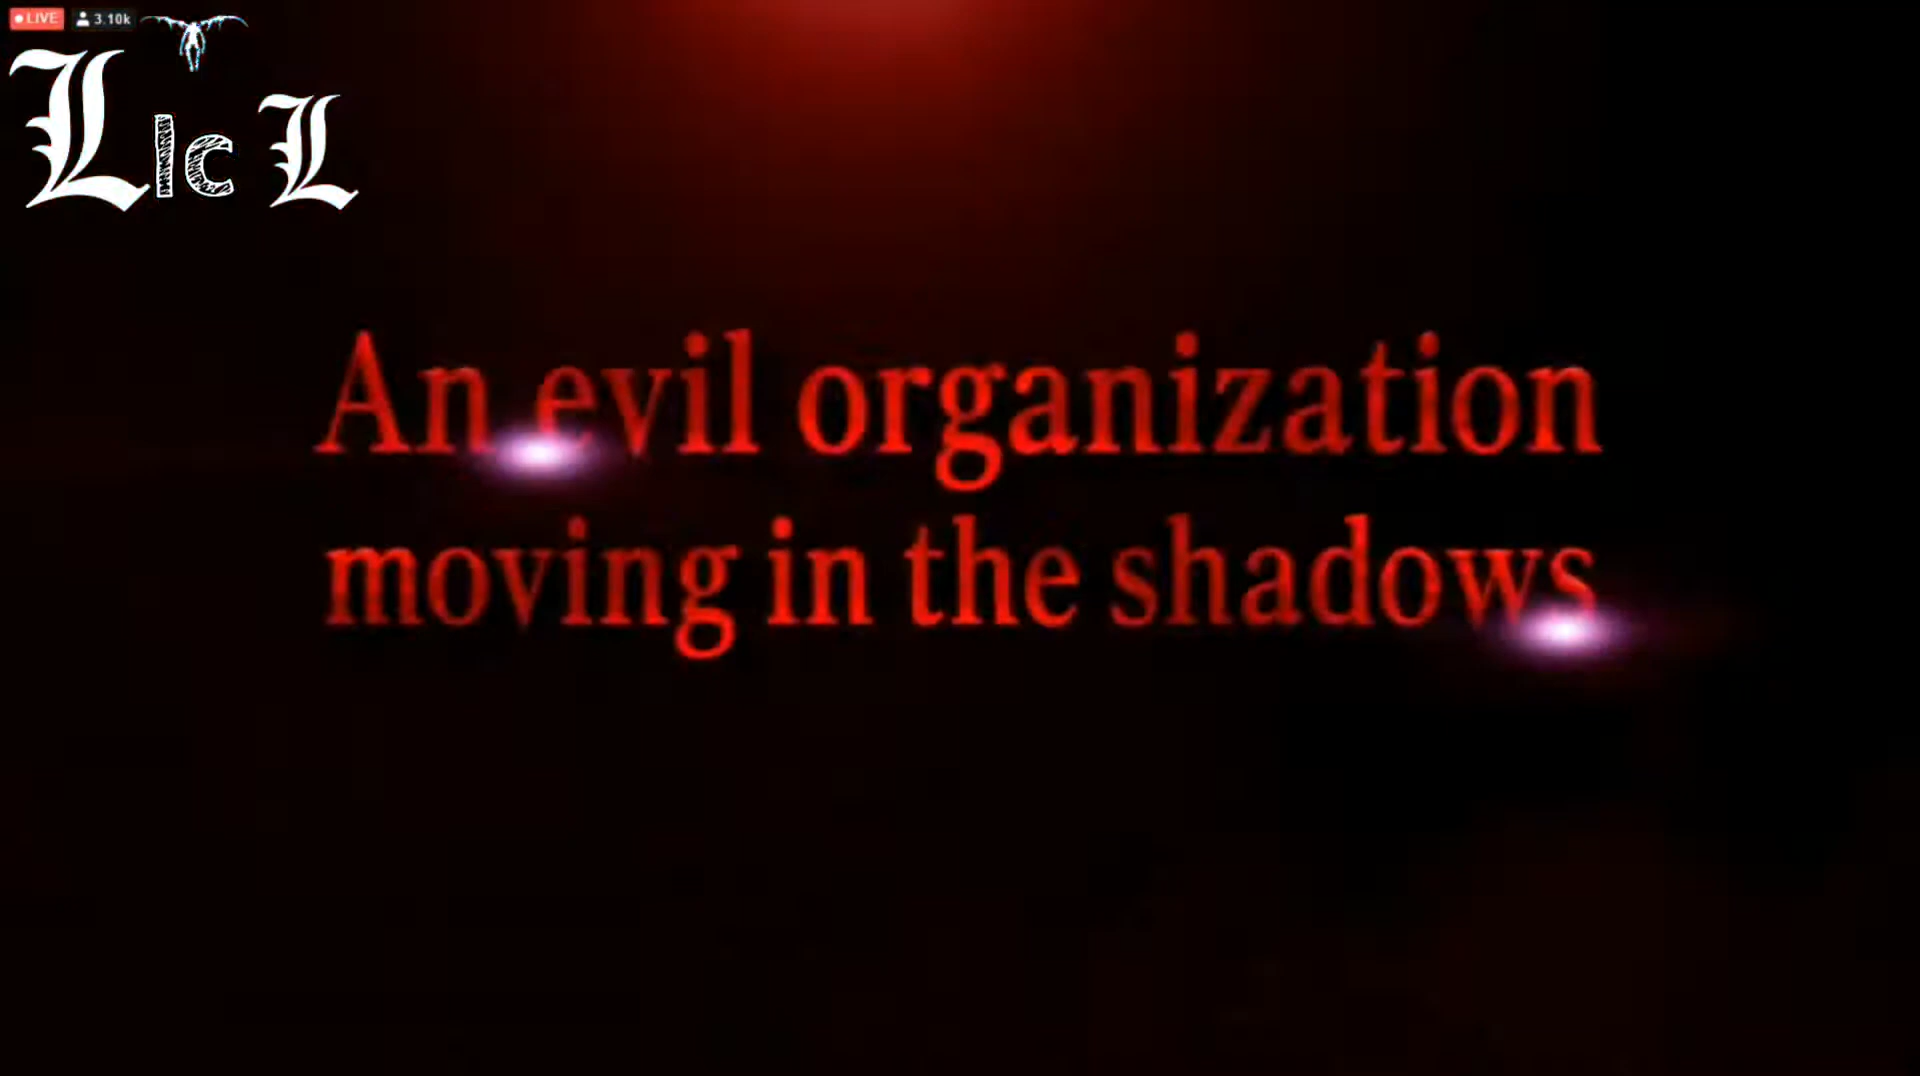 LIVE 3.10k
L lc L
An evil organization
moving in the shadows